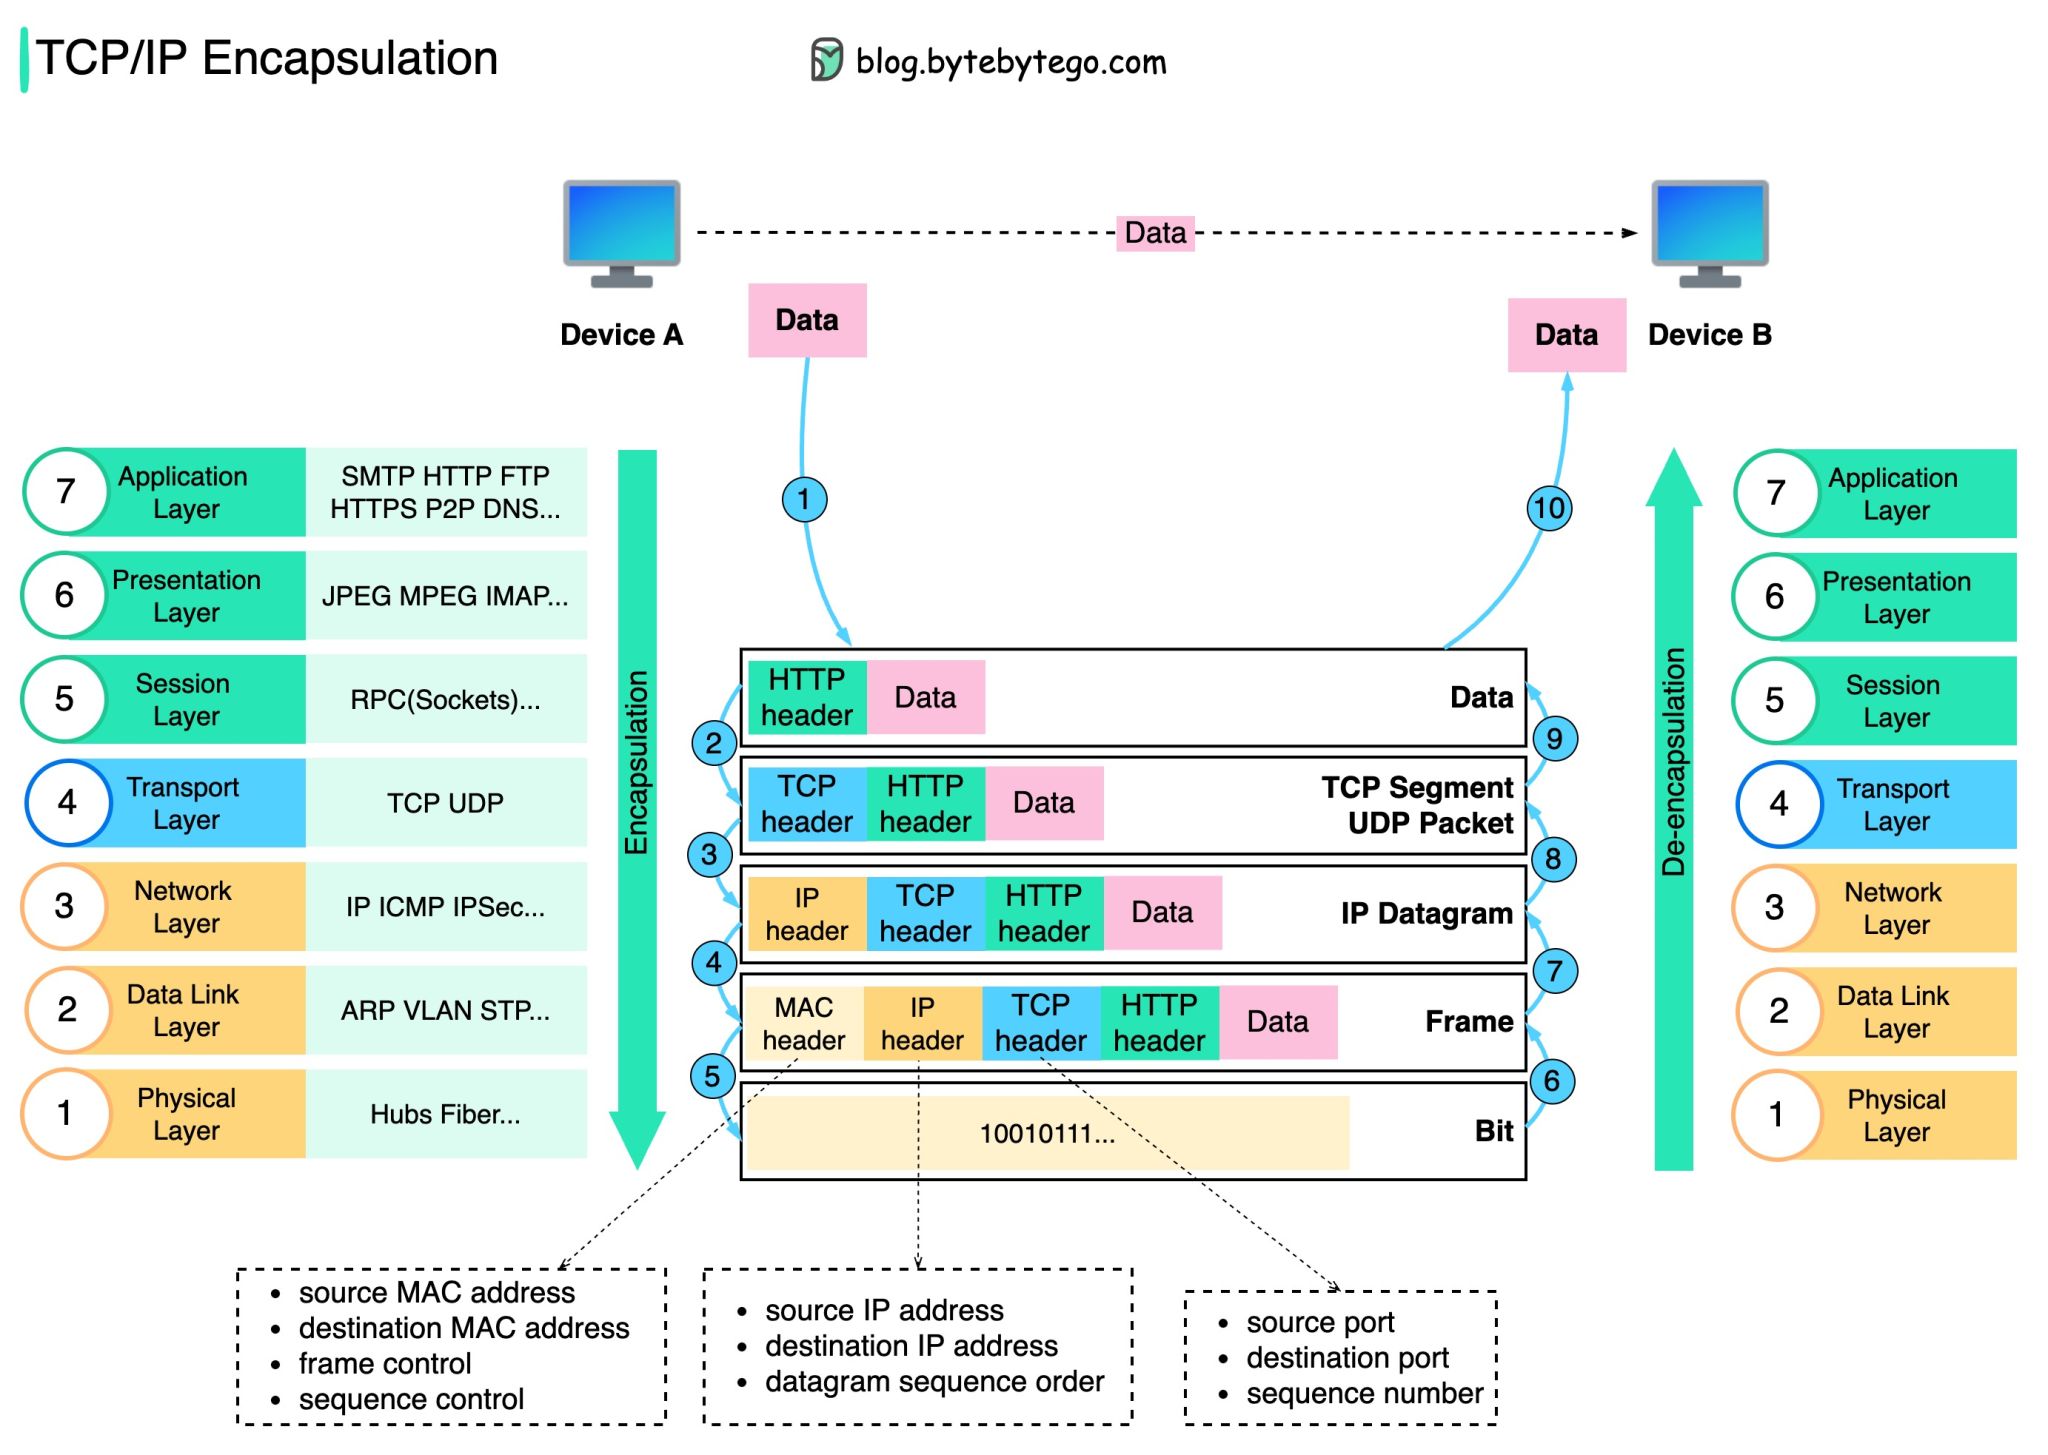 TCP/IP Encapsulation
blog.bytebytego.com
Data
Device A
Data
Data
Device B
1
10
7
Application
Layer
SMTP HTTP FTP
HTTPS P2P DNS...
6
Presentation
Layer
JPEG MPEG IMAP...
5
Session
Layer
RPC(Sockets)...
4
Transport
Layer
TCP UDP
3
Network
Layer
IP ICMP IPSec...
2
Data Link
Layer
ARP VLAN STP...
1
Physical
Layer
Hubs Fiber...
Encapsulation
HTTP
header
Data
Data
2
9
TCP
header
HTTP
header
Data
TCP Segment
UDP Packet
3
8
IP
header
TCP
header
HTTP
header
Data
IP Datagram
4
7
MAC
header
IP
header
TCP
header
HTTP
header
Data
Frame
5
6
10010111...
Bit
De-encapsulation
7
Application
Layer
6
Presentation
Layer
5
Session
Layer
4
Transport
Layer
3
Network
Layer
2
Data Link
Layer
1
Physical
Layer
• source MAC address
• destination MAC address
• frame control
• sequence control
• source IP address
• destination IP address
• datagram sequence order
• source port
• destination port
• sequence number